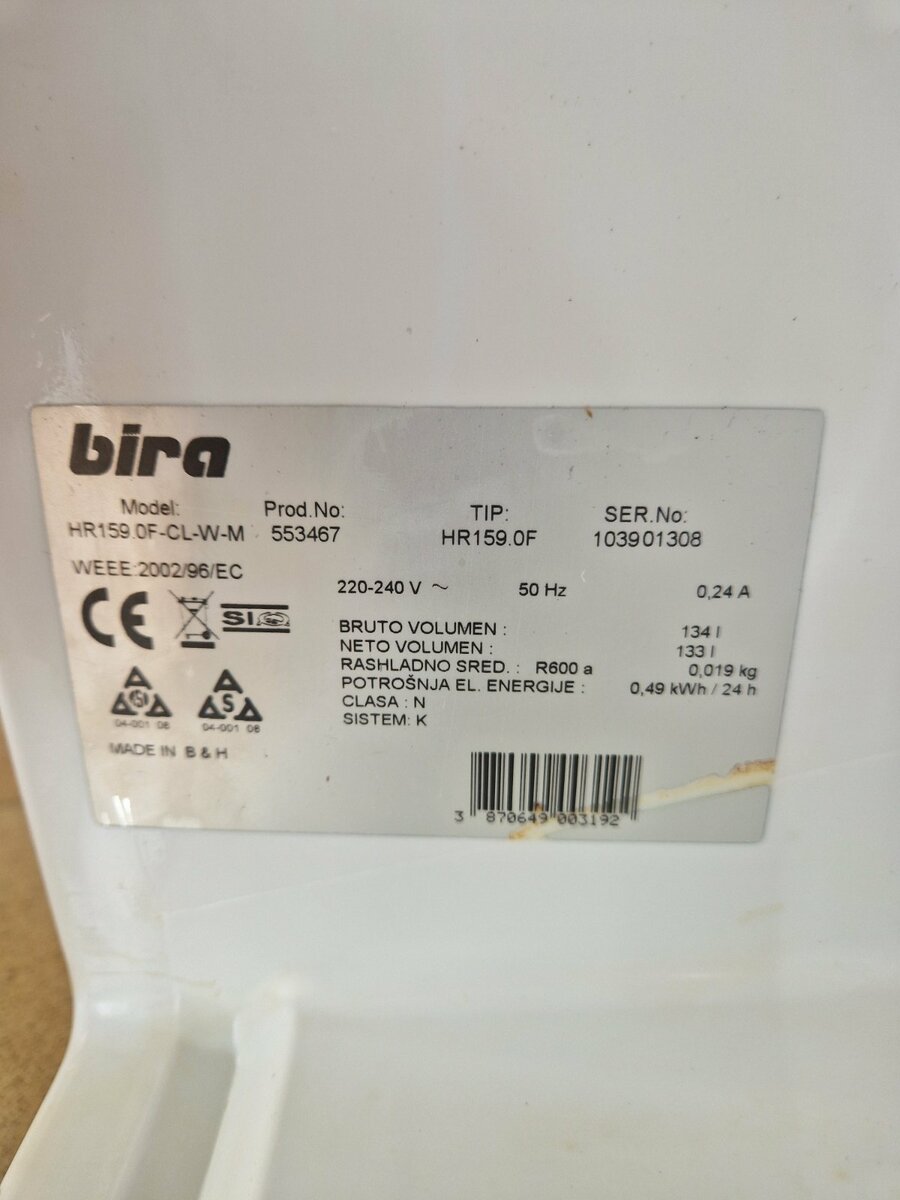 bira
Model: Prod.No: TIP: SER.No:
HR159.0F-CL-W-M 553467 HR159.0F 103901308
WEEE:2002/96/EC
220-240 V ~ 50 Hz 0,24 A
CE SI
BRUTO VOLUMEN : 134 l
NETO VOLUMEN : 133 l
RASHLADNO SRED. : R600 a 0,019 kg
POTROŠNJA EL. ENERGIJE : 0,49 kWh / 24 h
CLASA : N
SISTEM: K
A A
S
04-001 08 04-001 08
MADE IN B & H
3 870649 003192